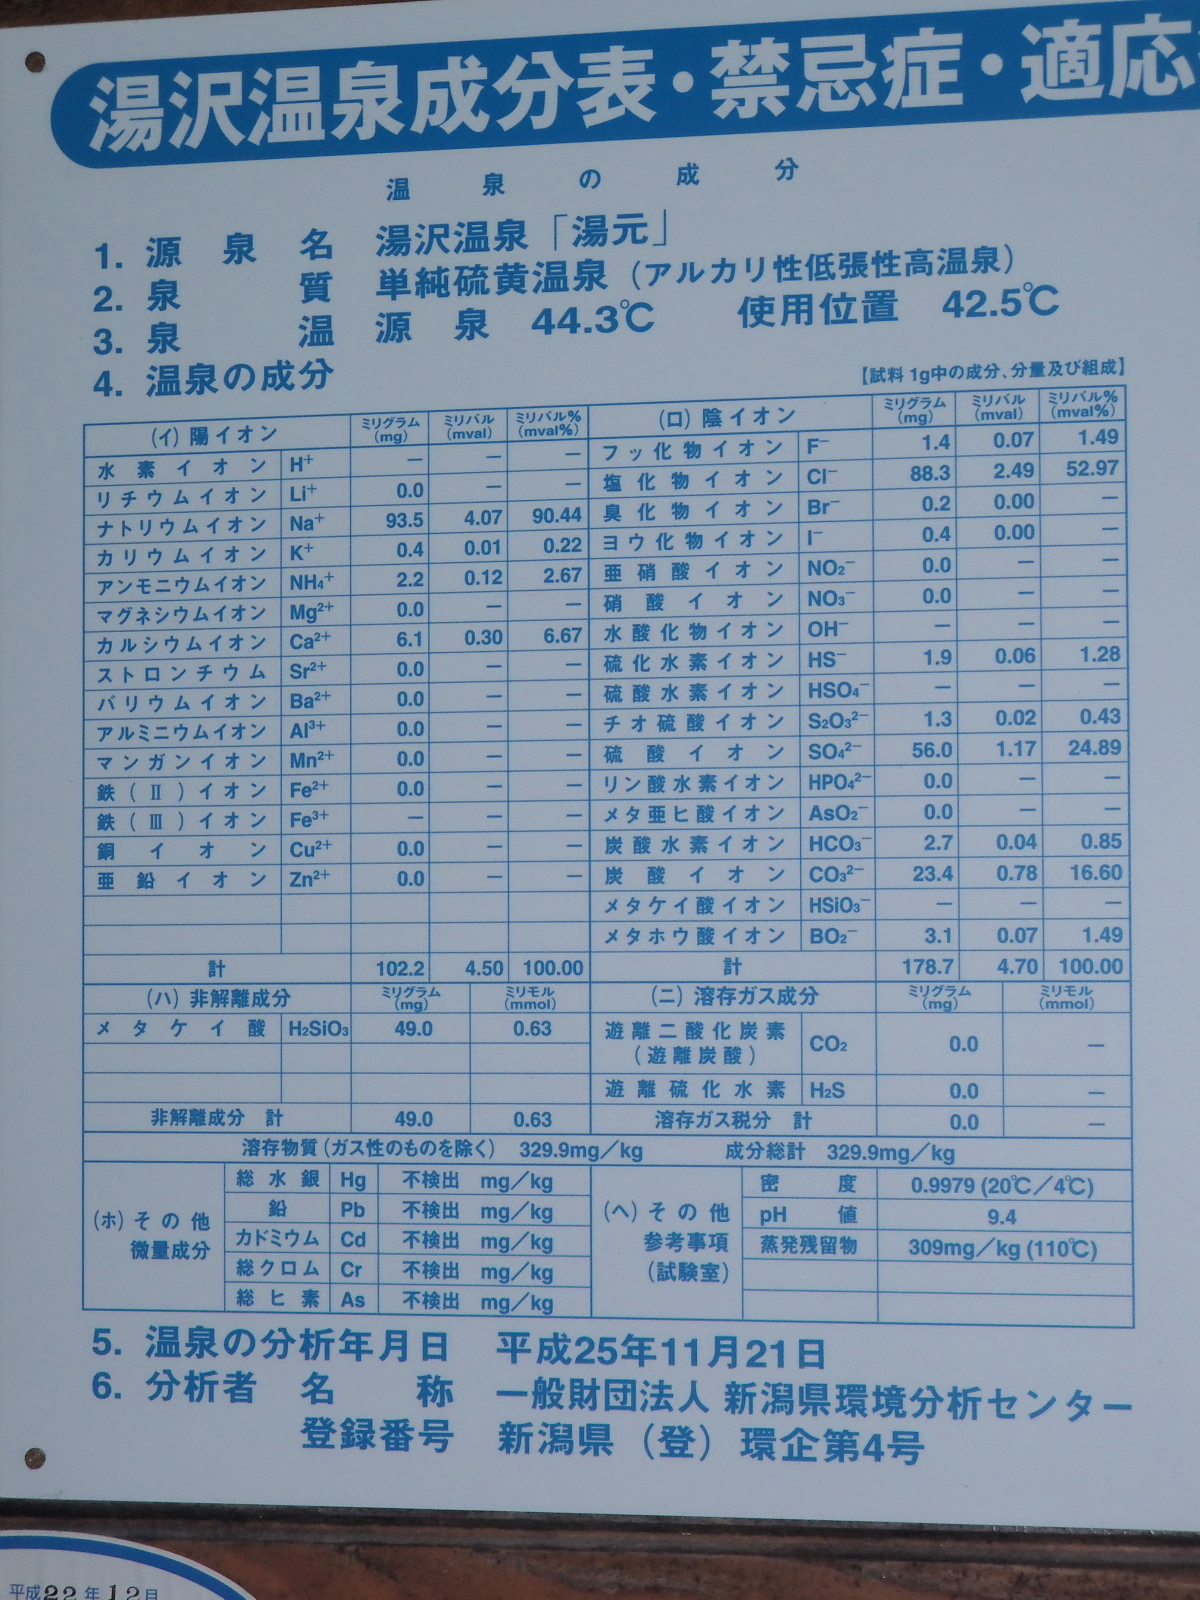 湯沢温泉成分表・禁忌症・適応
温泉の成分
1. 源泉名 湯沢温泉「湯元」
2. 泉質 単純硫黄温泉(アルカリ性低張性高温泉)
3. 泉温 源泉 44.3℃ 使用位置 42.5℃
4. 温泉の成分
【試料1g中の成分、分量及び組成】
(イ)陽イオン ミリグラム(mg) ミリバル(mval) ミリバル%(mval%) (ロ)陰イオン ミリグラム(mg) ミリバル(mval) ミリバル%(mval%)
水素イオン H⁺ — — — フッ化物イオン F⁻ 1.4 0.07 1.49
リチウムイオン Li⁺ 0.0 — — 塩化物イオン Cl⁻ 88.3 2.49 52.97
ナトリウムイオン Na⁺ 93.5 4.07 90.44 臭化物イオン Br⁻ 0.2 0.00 —
カリウムイオン K⁺ 0.4 0.01 0.22 ヨウ化物イオン I⁻ 0.4 0.00 —
アンモニウムイオン NH₄⁺ 2.2 0.12 2.67 亜硝酸イオン NO₂⁻ 0.0 — —
マグネシウムイオン Mg²⁺ 0.0 — — 硝酸イオン NO₃⁻ 0.0 — —
カルシウムイオン Ca²⁺ 6.1 0.30 6.67 水酸化物イオン OH⁻ — — —
ストロンチウム Sr²⁺ 0.0 — — 硫化水素イオン HS⁻ 1.9 0.06 1.28
バリウムイオン Ba²⁺ 0.0 — — 硫酸水素イオン HSO₄⁻ — — —
アルミニウムイオン Al³⁺ 0.0 — — チオ硫酸イオン S₂O₃²⁻ 1.3 0.02 0.43
マンガンイオン Mn²⁺ 0.0 — — 硫酸イオン SO₄²⁻ 56.0 1.17 24.89
鉄(Ⅱ)イオン Fe²⁺ 0.0 — — リン酸水素イオン HPO₄²⁻ 0.0 — —
鉄(Ⅲ)イオン Fe³⁺ — — — メタ亜ヒ酸イオン AsO₂⁻ 0.0 — —
銅イオン Cu²⁺ 0.0 — — 炭酸水素イオン HCO₃⁻ 2.7 0.04 0.85
亜鉛イオン Zn²⁺ 0.0 — — 炭酸イオン CO₃²⁻ 23.4 0.78 16.60
メタケイ酸イオン HSiO₃⁻ — — —
メタホウ酸イオン BO₂⁻ 3.1 0.07 1.49
計 102.2 4.50 100.00 計 178.7 4.70 100.00
(ハ)非解離成分 ミリグラム(mg) ミリモル(mmol) (ニ)溶存ガス成分 ミリグラム(mg) ミリモル(mmol)
メタケイ酸 H₂SiO₃ 49.0 0.63 遊離二酸化炭素(遊離炭酸) CO₂ 0.0 —
遊離硫化水素 H₂S 0.0 —
非解離成分 計 49.0 0.63 溶存ガス税分 計 0.0 —
溶存物質(ガス性のものを除く) 329.9mg/kg 成分総計 329.9mg/kg
(ホ)その他微量成分 総水銀 Hg 不検出 mg/kg (ヘ)その他参考事項(試験室) 密度 0.9979(20℃/4℃)
鉛 Pb 不検出 mg/kg pH値 9.4
カドミウム Cd 不検出 mg/kg 蒸発残留物 309mg/kg(110℃)
総クロム Cr 不検出 mg/kg
総ヒ素 As 不検出 mg/kg
5. 温泉の分析年月日 平成25年11月21日
6. 分析者 名称 一般財団法人 新潟県環境分析センター
登録番号 新潟県(登)環企第4号
平成22年12月